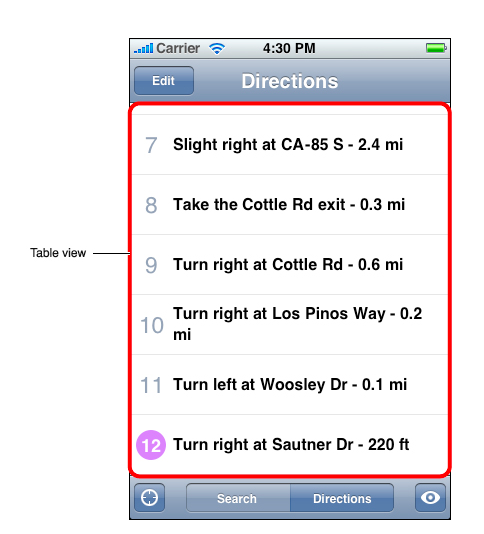 Carrier 4:30 PM
Edit Directions
7 Slight right at CA-85 S - 2.4 mi
8 Take the Cottle Rd exit - 0.3 mi
Table view
9 Turn right at Cottle Rd - 0.6 mi
10 Turn right at Los Pinos Way - 0.2
mi
11 Turn left at Woosley Dr - 0.1 mi
12 Turn right at Sautner Dr - 220 ft
Search Directions